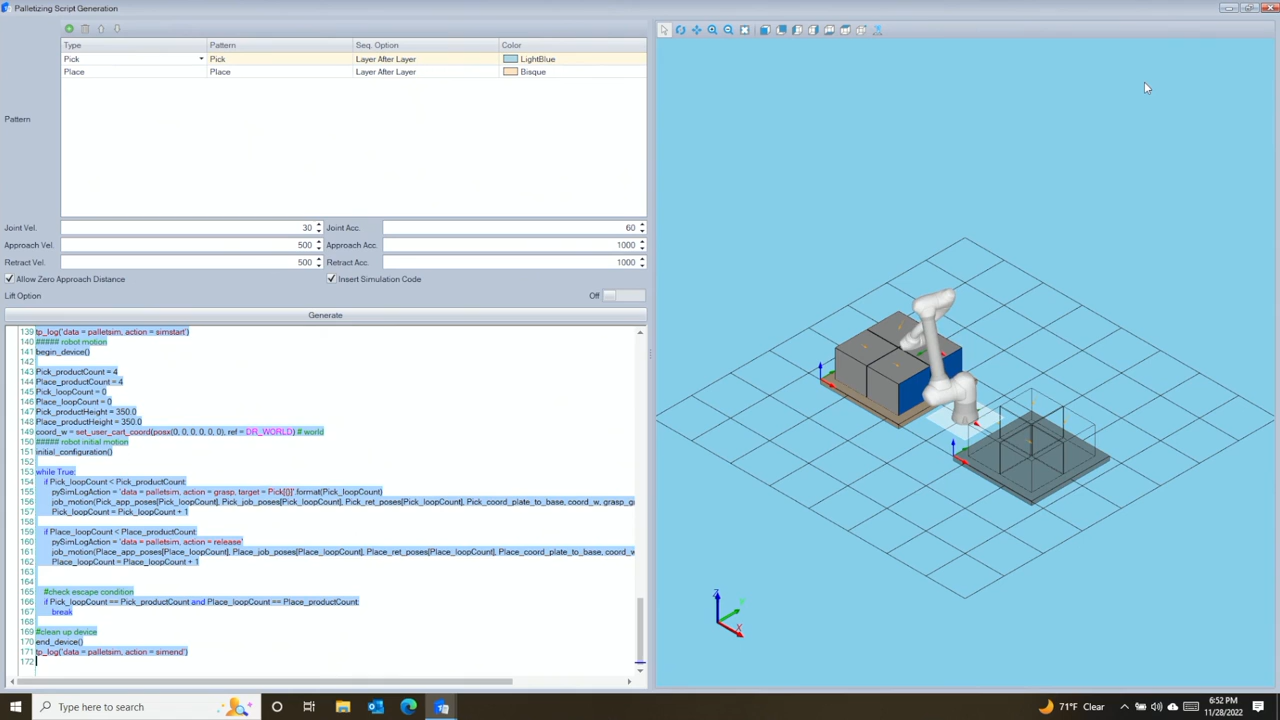 Palletizing Script Generation
Type Pattern Seq. Option Color
Pick Pick Layer After Layer LightBlue
Place Place Layer After Layer Bisque
Pattern
Joint Vel. 30 Joint Acc. 60
Approach Vel. 500 Approach Acc. 1000
Retract Vel. 500 Retract Acc. 1000
Allow Zero Approach Distance Insert Simulation Code
Lift Option Off
Generate
139 tp_log('data = palletsim, action = simstart')
140 ##### robot motion
141 begin_device()
142
143 Pick_productCount = 4
144 Place_productCount = 4
145 Pick_loopCount = 0
146 Place_loopCount = 0
147 Pick_productHeight = 350.0
148 Place_productHeight = 350.0
149 coord_w = set_user_cart_coord(posx(0, 0, 0, 0, 0, 0), ref = DR_WORLD) # world
150 ##### robot initial motion
151 initial_configuration()
152
153 while True:
154 if Pick_loopCount < Pick_productCount:
155 pySimLogAction = 'data = palletsim, action = grasp, target = Pick[{}]'.format(Pick_loopCount)
156 job_motion(Pick_app_poses[Pick_loopCount], Pick_job_poses[Pick_loopCount], Pick_ret_poses[Pick_loopCount], Pick_coord_plate_to_base, coord_w, grasp_gr
157 Pick_loopCount = Pick_loopCount + 1
158
159 if Place_loopCount < Place_productCount:
160 pySimLogAction = 'data = palletsim, action = release'
161 job_motion(Place_app_poses[Place_loopCount], Place_job_poses[Place_loopCount], Place_ret_poses[Place_loopCount], Place_coord_plate_to_base, coord_w
162 Place_loopCount = Place_loopCount + 1
163
164
165 #check escape condition
166 if Pick_loopCount == Pick_productCount and Place_loopCount == Place_productCount:
167 break
168
169 #clean up device
170 end_device()
171 tp_log('data = palletsim, action = simend')
172
Z
X
Type here to search
71°F Clear
6:52 PM
11/28/2022